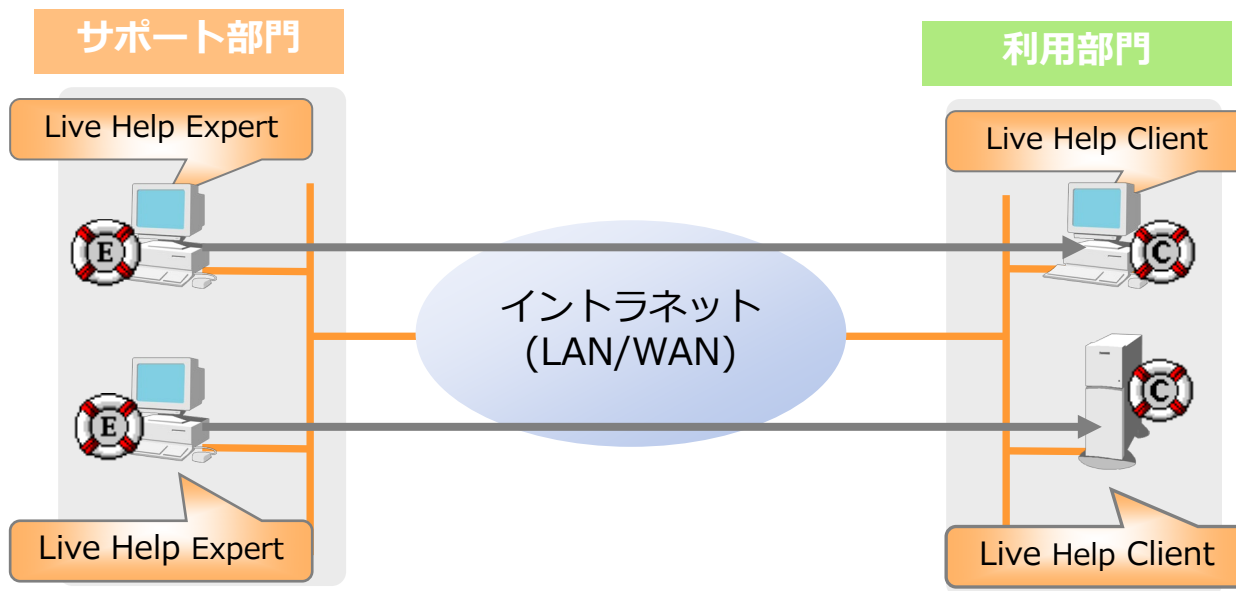 サポート部門
利用部門
Live Help Expert
Live Help Client
E
C
イントラネット
(LAN/WAN)
E
C
Live Help Expert
Live Help Client